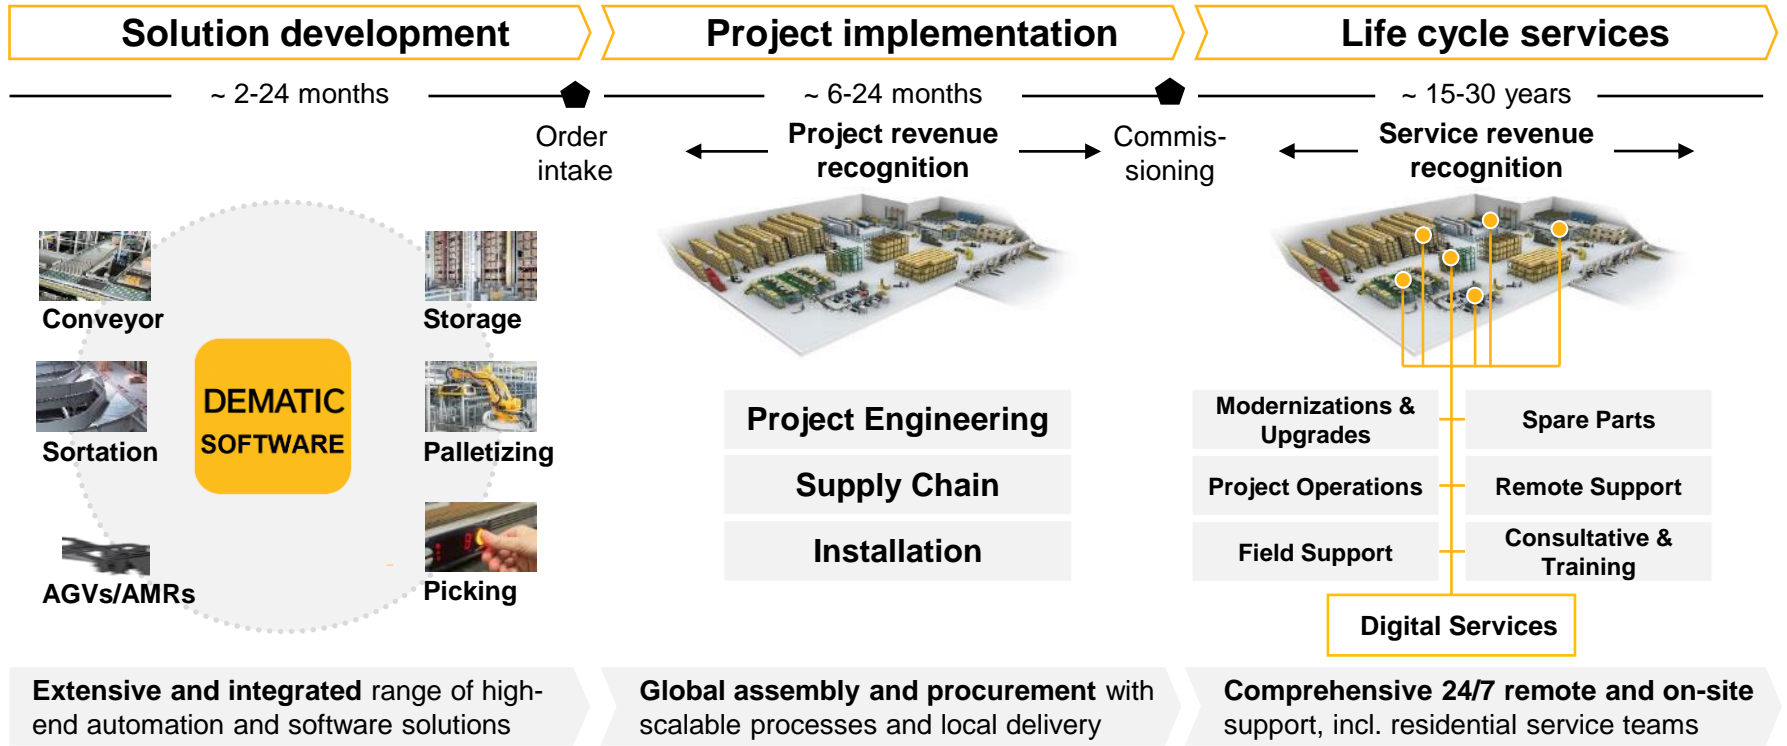 Solution development
Project implementation
Life cycle services
~ 2-24 months
~ 6-24 months
~ 15-30 years
Order
intake
Project revenue
recognition
Commis-
sioning
Service revenue
recognition
Conveyor
Storage
DEMATIC
SOFTWARE
Sortation
Palletizing
AGVs/AMRs
Picking
Project Engineering
Supply Chain
Installation
Modernizations &
Upgrades
Spare Parts
Project Operations
Remote Support
Field Support
Consultative &
Training
Digital Services
Extensive and integrated range of high-
end automation and software solutions
Global assembly and procurement with
scalable processes and local delivery
Comprehensive 24/7 remote and on-site
support, incl. residential service teams